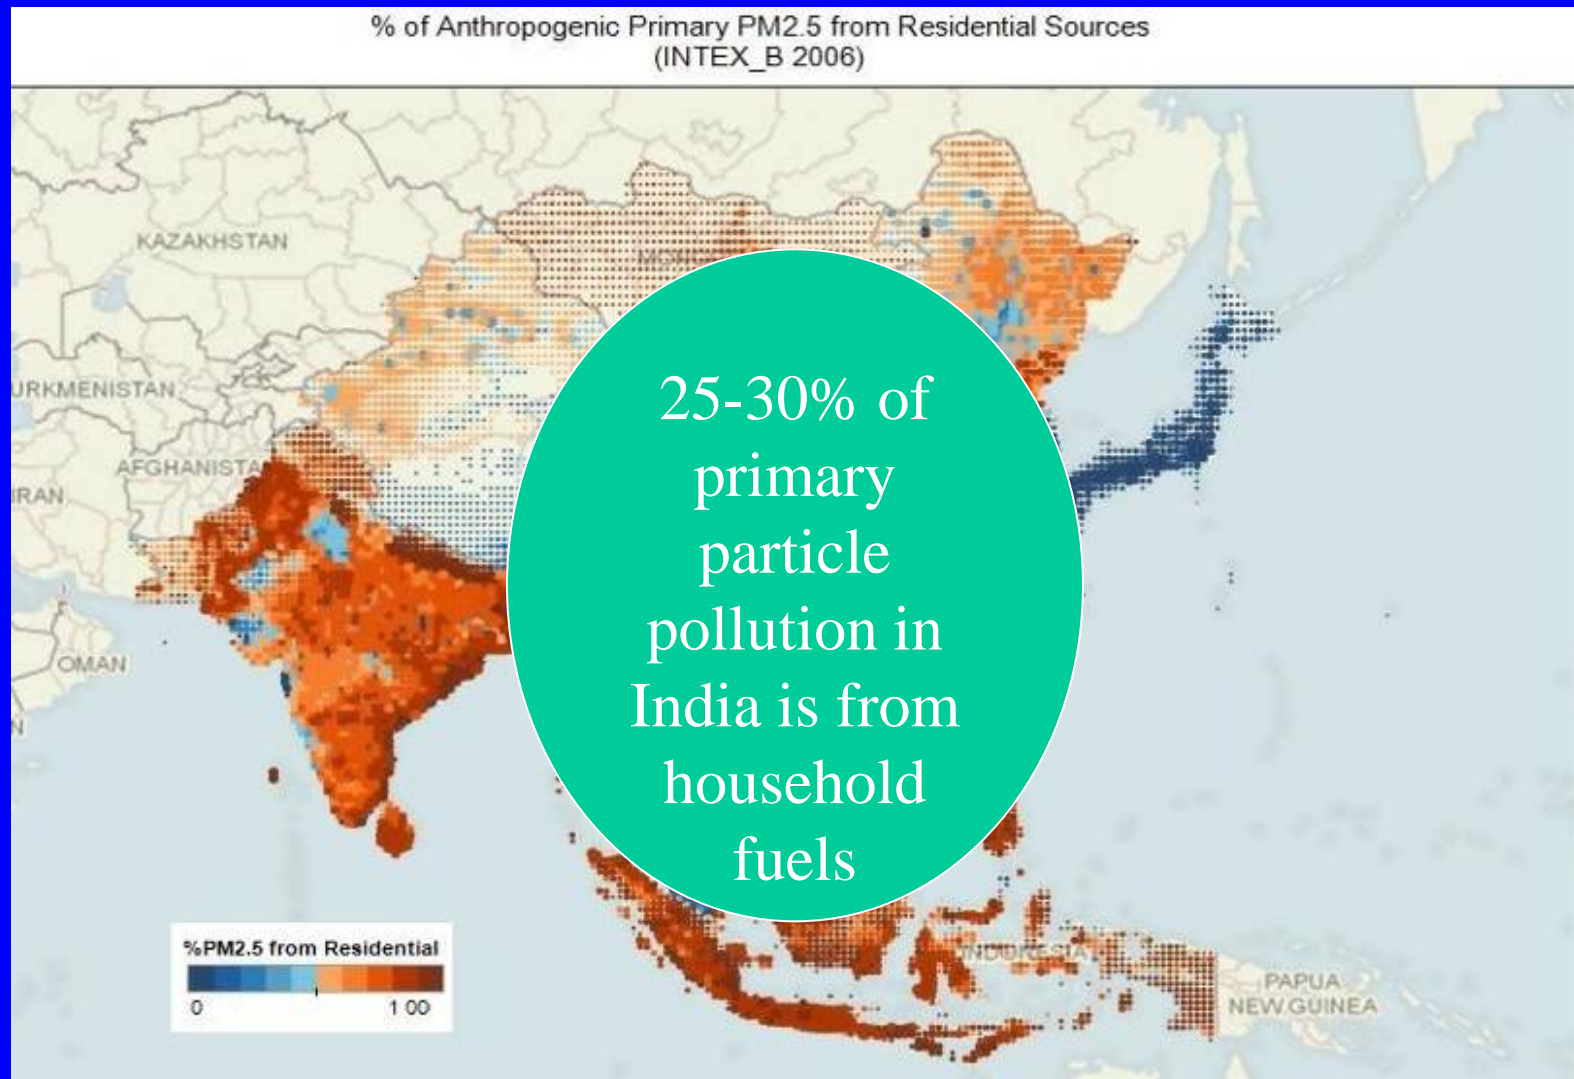 % of Anthropogenic Primary PM2.5 from Residential Sources
(INTEX_B 2006)
KAZAKHSTAN
URKMENISTAN
AFGHANISTA
IRAN
OMAN
N
25-30% of
primary
particle
pollution in
India is from
household
fuels
%PM2.5 from Residential
0 1 00
INDONESIA
PAPUA
NEW GUINEA